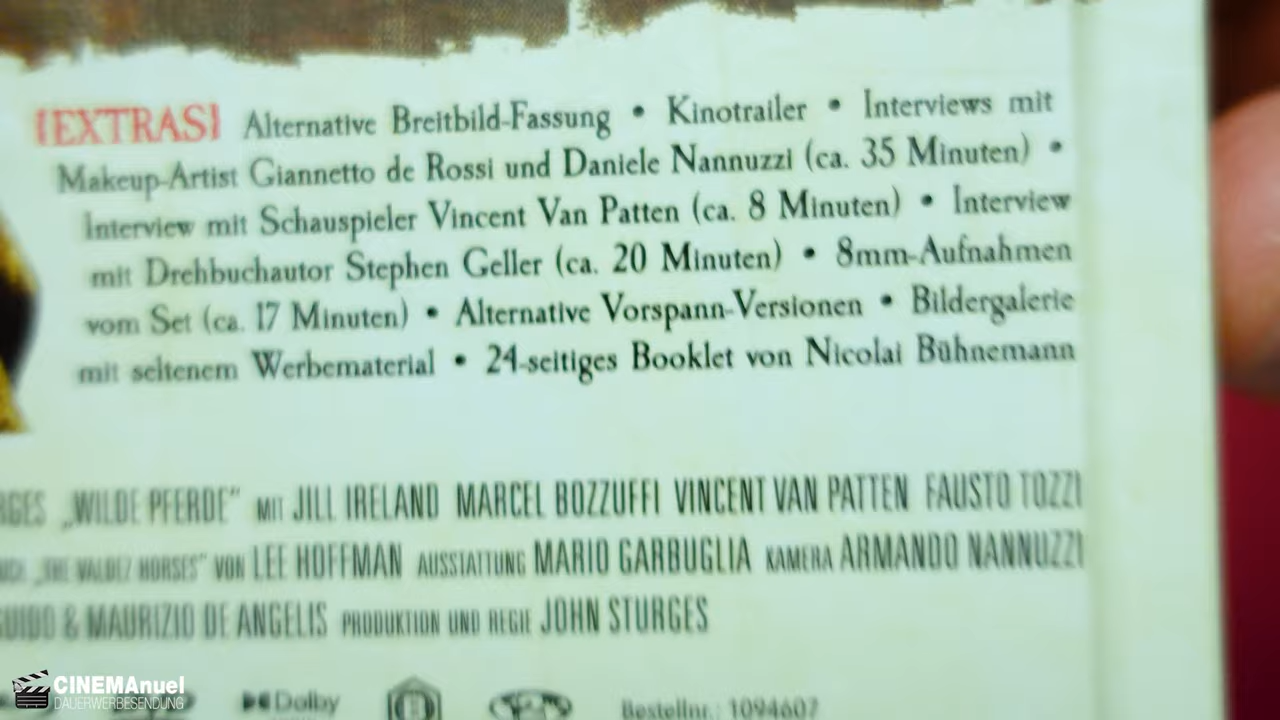 [EXTRAS] Alternative Breitbild-Fassung • Kinotrailer • Interviews mit
Makeup-Artist Giannetto de Rossi und Daniele Nannuzzi (ca. 35 Minuten) •
Interview mit Schauspieler Vincent Van Patten (ca. 8 Minuten) • Interview
mit Drehbuchautor Stephen Geller (ca. 20 Minuten) • 8mm-Aufnahmen
vom Set (ca. 17 Minuten) • Alternative Vorspann-Versionen • Bildergalerie
mit seltenem Werbematerial • 24-seitiges Booklet von Nicolai Bühnemann
RGES „WILDE PFERDE“ MIT JILL IRELAND MARCEL BOZZUFFI VINCENT VAN PATTEN FAUSTO TOZZI
„THE VALDEZ HORSES“ VON LEE HOFFMAN AUSSTATTUNG MARIO GARBUGLIA KAMERA ARMANDO NANNUZZI
GUIDO & MAURIZIO DE ANGELIS PRODUKTION UND REGIE JOHN STURGES
CINEMAnuel
DAUERWERBESENDUNG
Dolby
Bestellnr.: 1094607